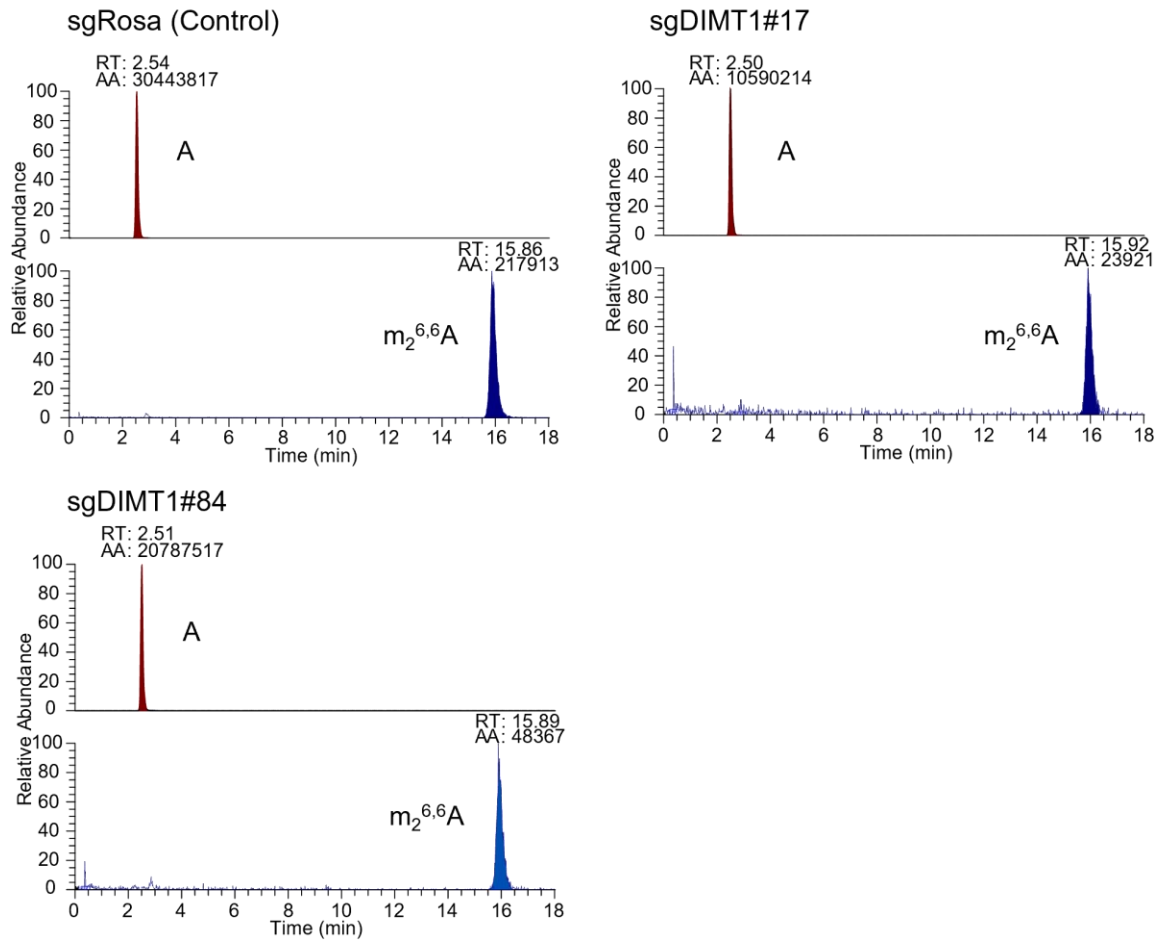 sgRosa (Control)
RT: 2.54
AA: 30443817
100
80
60
40
20
0
A
Relative Abundance
RT: 15.86
AA: 217913
100
80
60
40
20
0
m₂⁶,⁶A
0 2 4 6 8 10 12 14 16 18
Time (min)
sgDIMT1#17
RT: 2.50
AA: 10590214
100
80
60
40
20
0
A
Relative Abundance
RT: 15.92
AA: 23921
100
80
60
40
20
0
m₂⁶,⁶A
0 2 4 6 8 10 12 14 16 18
Time (min)
sgDIMT1#84
RT: 2.51
AA: 20787517
100
80
60
40
20
0
A
Relative Abundance
RT: 15.89
AA: 48367
100
80
60
40
20
0
m₂⁶,⁶A
0 2 4 6 8 10 12 14 16 18
Time (min)